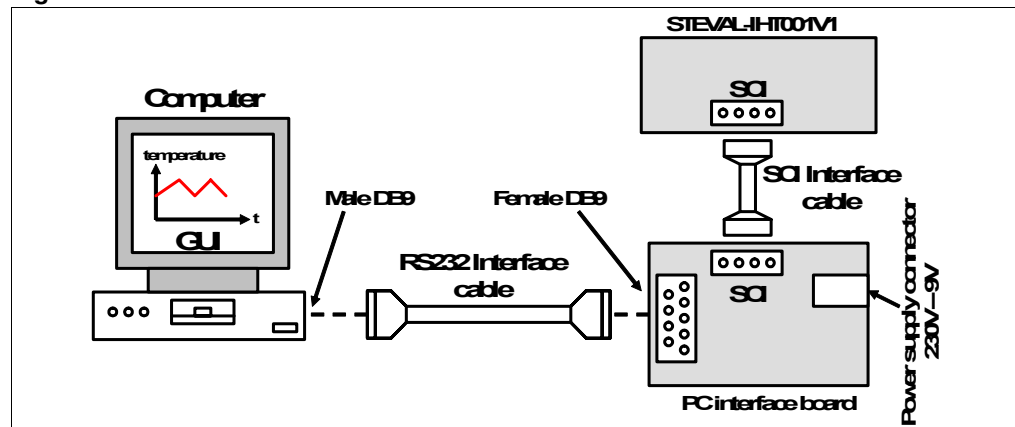 STEVAL-IHT001V1
SCI
Computer
temperature
t
GUI
Male DB9
Female DB9
SCI Interface
cable
RS232 Interface
cable
SCI
Power supply connector
230V – 9V
PC interface board